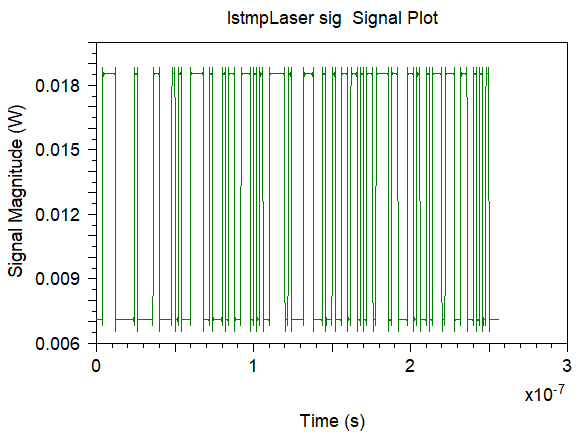 lstmpLaser sig  Signal Plot
0.018
0.015
0.012
0.009
0.006
Signal Magnitude (W)
0 1 2 3
x10-7
Time (s)